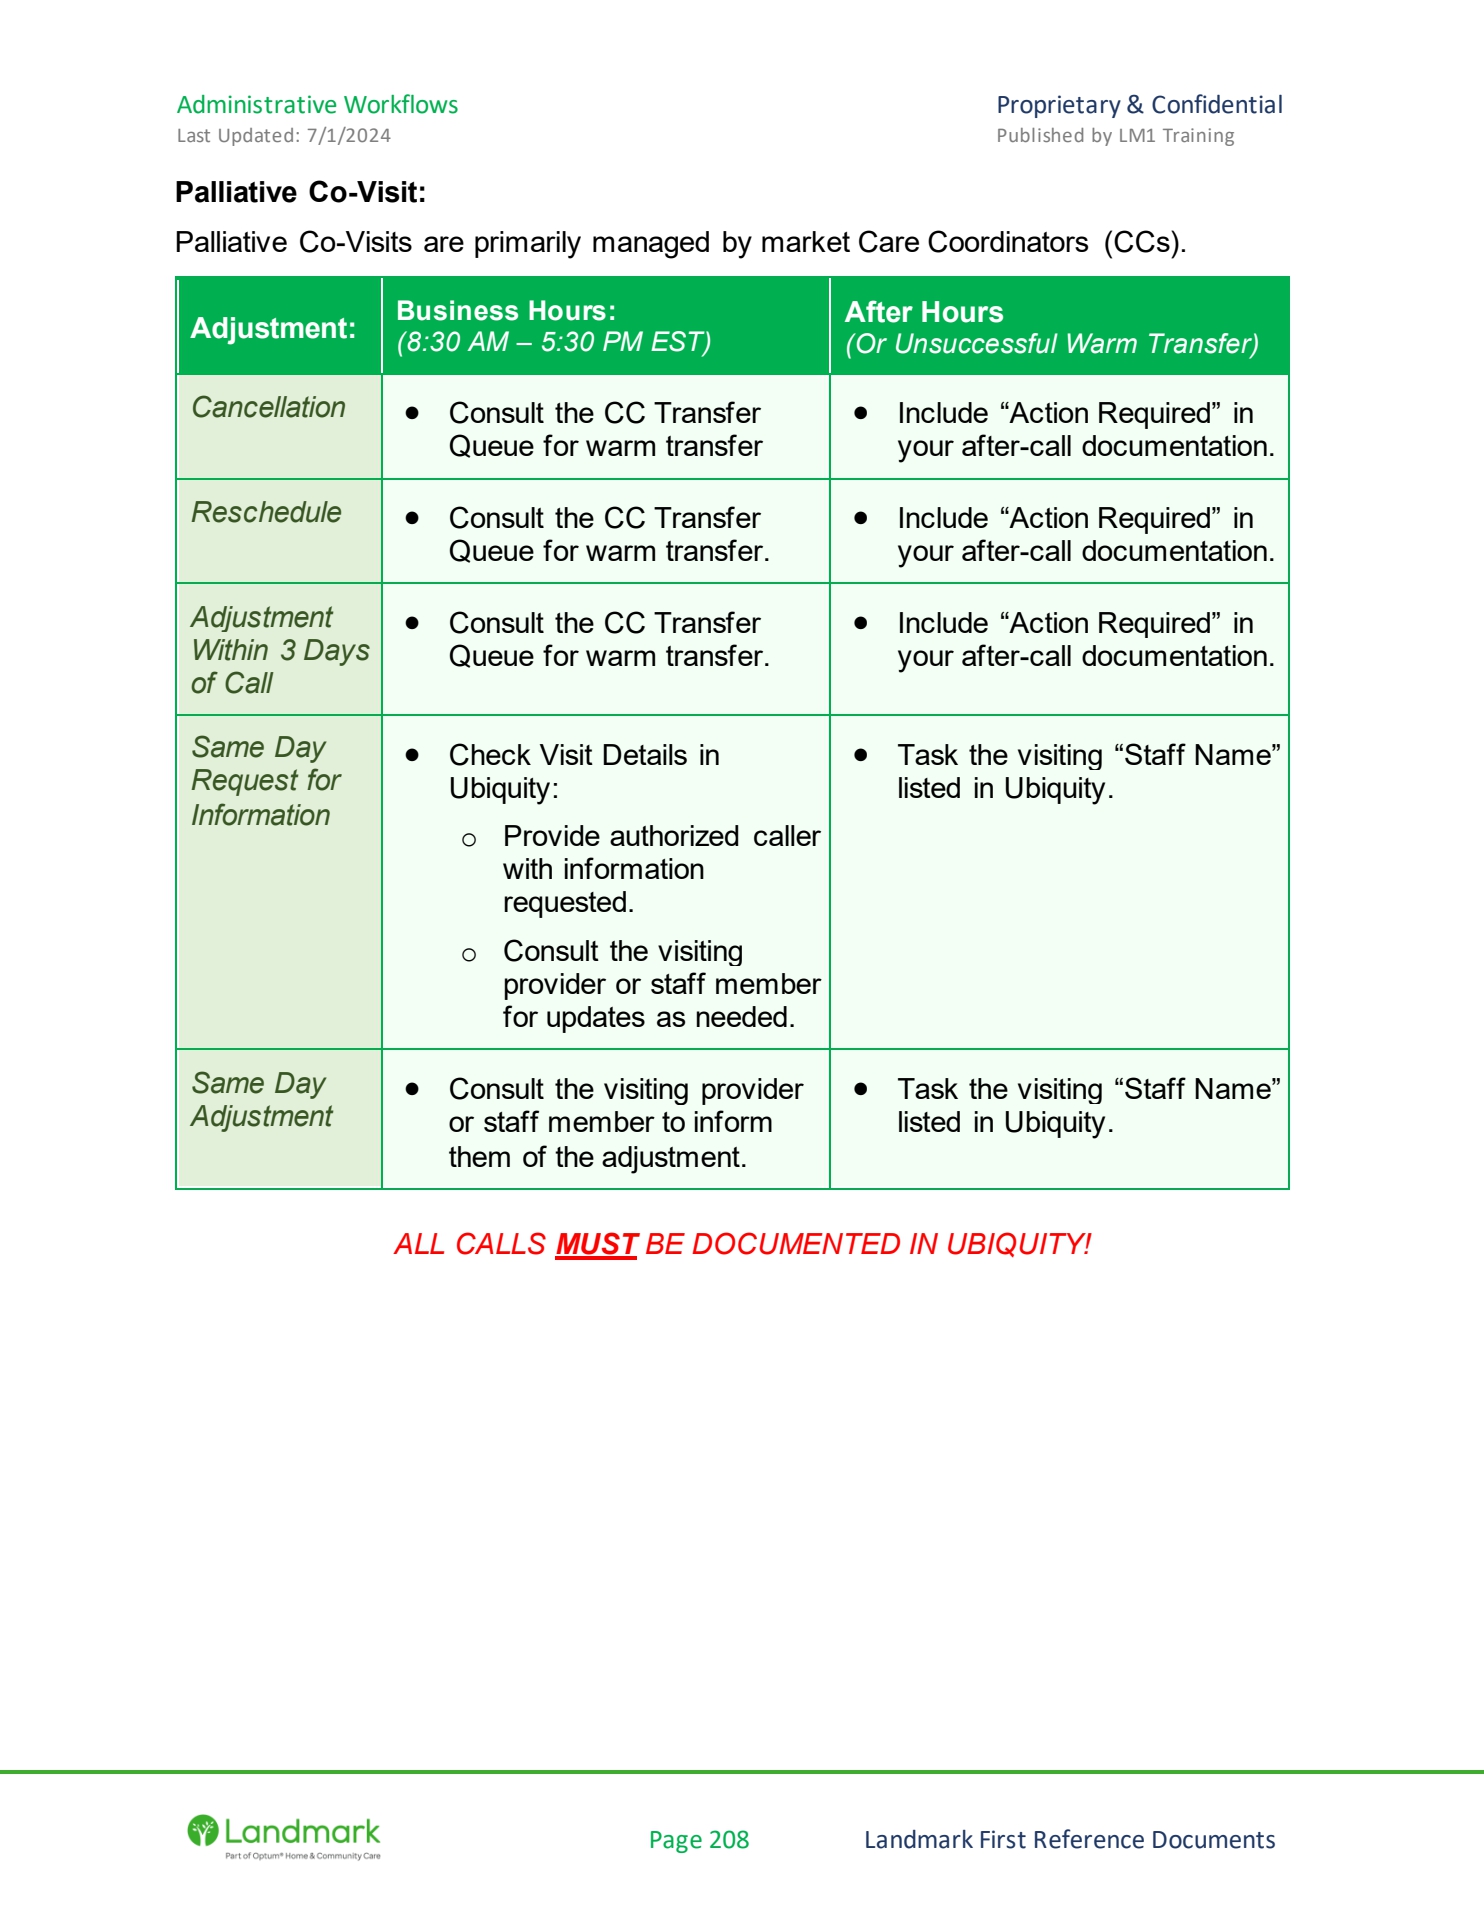 Administrative Workflows
Proprietary & Confidential
Last Updated: 7/1/2024
Published by LM1 Training
Palliative Co-Visit:
Palliative Co-Visits are primarily managed by market Care Coordinators (CCs).
Adjustment:
Business Hours:
(8:30 AM – 5:30 PM EST)
After Hours
(Or Unsuccessful Warm Transfer)
Cancellation
● Consult the CC Transfer
Queue for warm transfer
● Include “Action Required” in
your after-call documentation.
Reschedule
● Consult the CC Transfer
Queue for warm transfer.
● Include “Action Required” in
your after-call documentation.
Adjustment
Within 3 Days
of Call
● Consult the CC Transfer
Queue for warm transfer.
● Include “Action Required” in
your after-call documentation.
Same Day
Request for
Information
● Check Visit Details in
Ubiquity:
○ Provide authorized caller
with information
requested.
○ Consult the visiting
provider or staff member
for updates as needed.
● Task the visiting “Staff Name”
listed in Ubiquity.
Same Day
Adjustment
● Consult the visiting provider
or staff member to inform
them of the adjustment.
● Task the visiting “Staff Name”
listed in Ubiquity.
ALL CALLS MUST BE DOCUMENTED IN UBIQUITY!
Landmark
Part of Optum® Home & Community Care
Page 208
Landmark First Reference Documents